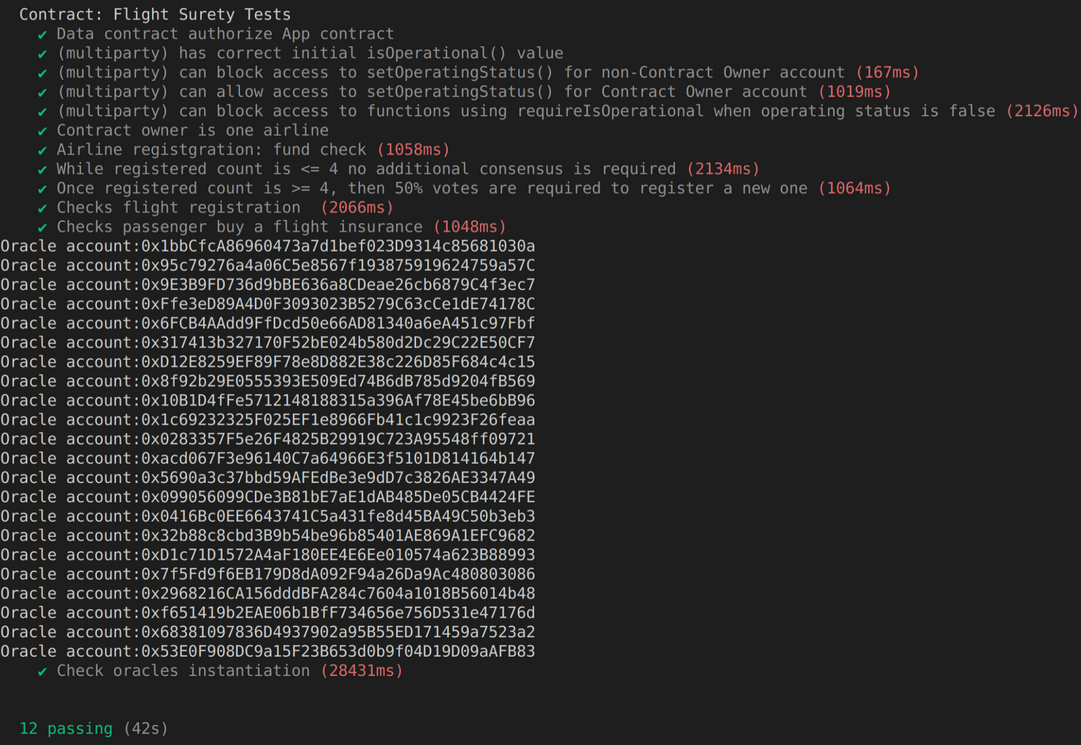 Contract: Flight Surety Tests
✔ Data contract authorize App contract
✔ (multiparty) has correct initial isOperational() value
✔ (multiparty) can block access to setOperatingStatus() for non-Contract Owner account (167ms)
✔ (multiparty) can allow access to setOperatingStatus() for Contract Owner account (1019ms)
✔ (multiparty) can block access to functions using requireIsOperational when operating status is false (2126ms)
✔ Contract owner is one airline
✔ Airline registgration: fund check (1058ms)
✔ While registered count is <= 4 no additional consensus is required (2134ms)
✔ Once registered count is >= 4, then 50% votes are required to register a new one (1064ms)
✔ Checks flight registration  (2066ms)
✔ Checks passenger buy a flight insurance (1048ms)
Oracle account:0x1bbCfcA86960473a7d1bef023D9314c85681030a
Oracle account:0x95c79276a4a06C5e8567f193875919624759a57C
Oracle account:0x9E3B9FD736d9bBE636a8CDeae26cb6879C4f3ec7
Oracle account:0xFfe3eD89A4D0F3093023B5279C63cCe1dE74178C
Oracle account:0x6FCB4AAdd9FfDcd50e66AD81340a6eA451c97Fbf
Oracle account:0x317413b327170F52bE024b580d2Dc29C22E50CF7
Oracle account:0xD12E8259EF89F78e8D882E38c226D85F684c4c15
Oracle account:0x8f92b29E0555393E509Ed74B6dB785d9204fB569
Oracle account:0x10B1D4fFe5712148188315a396Af78E45be6bB96
Oracle account:0x1c69232325F025EF1e8966Fb41c1c9923F26feaa
Oracle account:0x0283357F5e26F4825B29919C723A95548ff09721
Oracle account:0xacd067F3e96140C7a64966E3f5101D814164b147
Oracle account:0x5690a3c37bbd59AFEdBe3e9dD7c3826AE3347A49
Oracle account:0x099056099CDe3B81bE7aE1dAB485De05CB4424FE
Oracle account:0x0416Bc0EE6643741C5a431fe8d45BA49C50b3eb3
Oracle account:0x32b88c8cbd3B9b54be96b85401AE869A1EFC9682
Oracle account:0xD1c71D1572A4aF180EE4E6Ee010574a623B88993
Oracle account:0x7f5Fd9f6EB179D8dA092F94a26Da9Ac480803086
Oracle account:0x2968216CA156dddBFA284c7604a1018B56014b48
Oracle account:0xf651419b2EAE06b1BfF734656e756D531e47176d
Oracle account:0x68381097836D4937902a95B55ED171459a7523a2
Oracle account:0x53E0F908DC9a15F23B653d0b9f04D19D09aAFB83
✔ Check oracles instantiation (28431ms)
12 passing (42s)